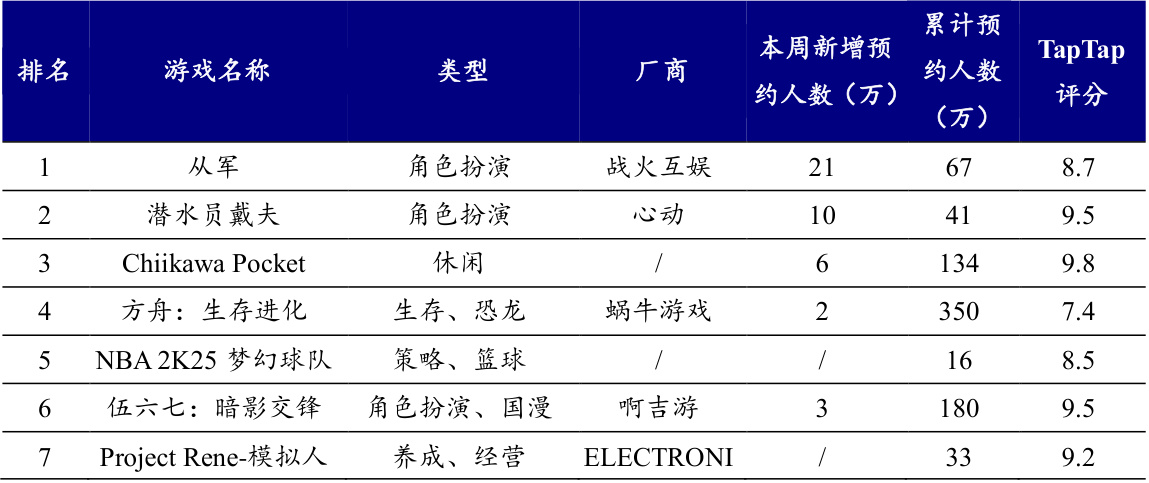 排名 游戏名称 类型 厂商 本周新增预约人数（万） 累计预约人数（万） TapTap评分
1 从军 角色扮演 战火互娱 21 67 8.7
2 潜水员戴夫 角色扮演 心动 10 41 9.5
3 Chiikawa Pocket 休闲 / 6 134 9.8
4 方舟：生存进化 生存、恐龙 蜗牛游戏 2 350 7.4
5 NBA 2K25 梦幻球队 策略、篮球 / / 16 8.5
6 伍六七：暗影交锋 角色扮演、国漫 啊吉游 3 180 9.5
7 Project Rene-模拟人 养成、经营 ELECTRONI / 33 9.2